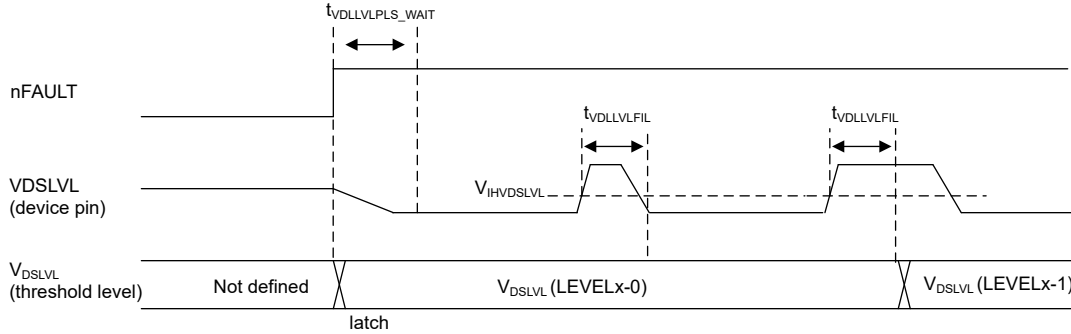 tVDLLVLPLS_WAIT
nFAULT
tVDLLVLFIL
tVDLLVLFIL
VDSLVL
(device pin)
VIHVDSLVL
VDSLVL
(threshold level)
Not defined
VDSLVL (LEVELx-0)
VDSLVL (LEVELx-1)
latch